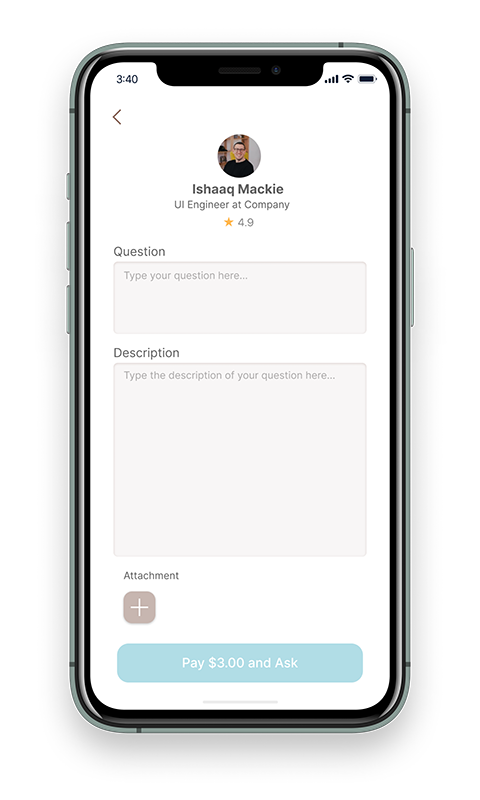 3:40
Ishaaq Mackie
UI Engineer at Company
4.9
Question
Type your question here...
Description
Type the description of your question here...
Attachment
Pay $3.00 and Ask